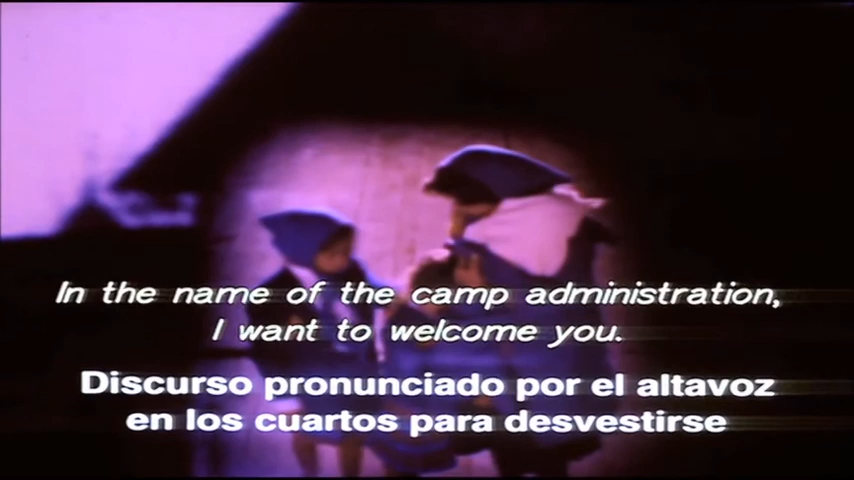 In the name of the camp administration,
I want to welcome you.
Discurso pronunciado por el altavoz
en los cuartos para desvestirse